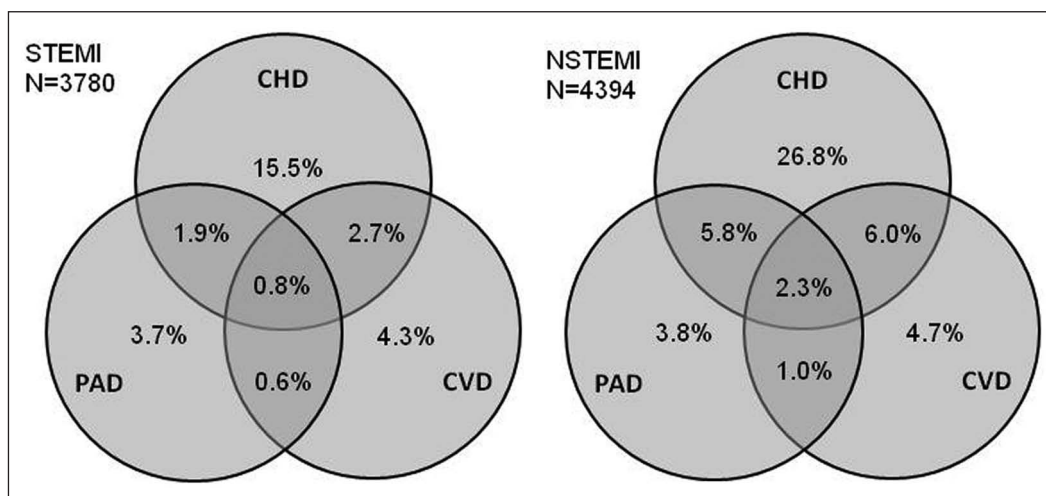 STEMI
N=3780
CHD
15.5%
1.9%
2.7%
0.8%
3.7%
4.3%
PAD
0.6%
CVD
NSTEMI
N=4394
CHD
26.8%
5.8%
6.0%
2.3%
3.8%
4.7%
PAD
1.0%
CVD